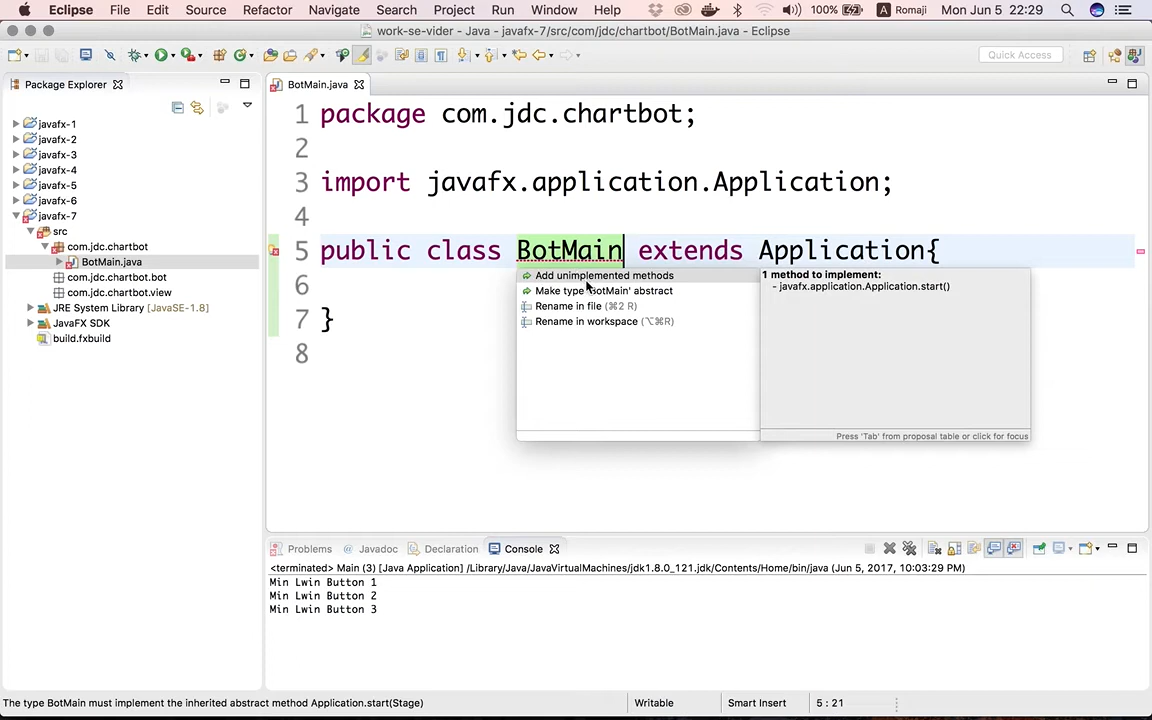 Eclipse File Edit Source Refactor Navigate Search Project Run Window Help 100% A Romaji Mon Jun 5 22:29
work-se-vider - Java - javafx-7/src/com/jdc/chartbot/BotMain.java - Eclipse
Quick Access
Package Explorer
javafx-1
javafx-2
javafx-3
javafx-4
javafx-5
javafx-6
javafx-7
src
com.jdc.chartbot
BotMain.java
com.jdc.chartbot.bot
com.jdc.chartbot.view
JRE System Library [JavaSE-1.8]
JavaFX SDK
build.fxbuild
BotMain.java
1 package com.jdc.chartbot;
2
3 import javafx.application.Application;
4
5 public class BotMain extends Application{
6
7 }
8
Add unimplemented methods
Make type 'BotMain' abstract
Rename in file (⌘2 R)
Rename in workspace (⌥⌘R)
1 method to implement:
- javafx.application.Application.start()
Press 'Tab' from proposal table or click for focus
Problems @ Javadoc Declaration Console
<terminated> Main (3) [Java Application] /Library/Java/JavaVirtualMachines/jdk1.8.0_121.jdk/Contents/Home/bin/java (Jun 5, 2017, 10:03:29 PM)
Min Lwin Button 1
Min Lwin Button 2
Min Lwin Button 3
The type BotMain must implement the inherited abstract method Application.start(Stage) Writable Smart Insert 5 : 21